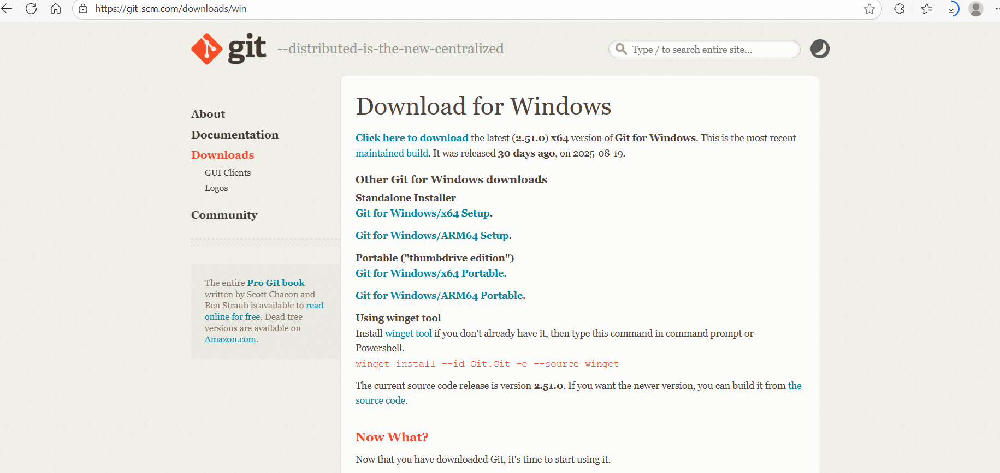 https://git-scm.com/downloads/win
git --distributed-is-the-new-centralized
Type / to search entire site...
About
Documentation
Downloads
GUI Clients
Logos
Community
The entire Pro Git book
written by Scott Chacon and
Ben Straub is available to read
online for free. Dead tree
versions are available on
Amazon.com.
Download for Windows
Click here to download the latest (2.51.0) x64 version of Git for Windows. This is the most recent
maintained build. It was released 30 days ago, on 2025-08-19.
Other Git for Windows downloads
Standalone Installer
Git for Windows/x64 Setup.
Git for Windows/ARM64 Setup.
Portable ("thumbdrive edition")
Git for Windows/x64 Portable.
Git for Windows/ARM64 Portable.
Using winget tool
Install winget tool if you don't already have it, then type this command in command prompt or
Powershell.
winget install --id Git.Git -e --source winget
The current source code release is version 2.51.0. If you want the newer version, you can build it from the
source code.
Now What?
Now that you have downloaded Git, it's time to start using it.